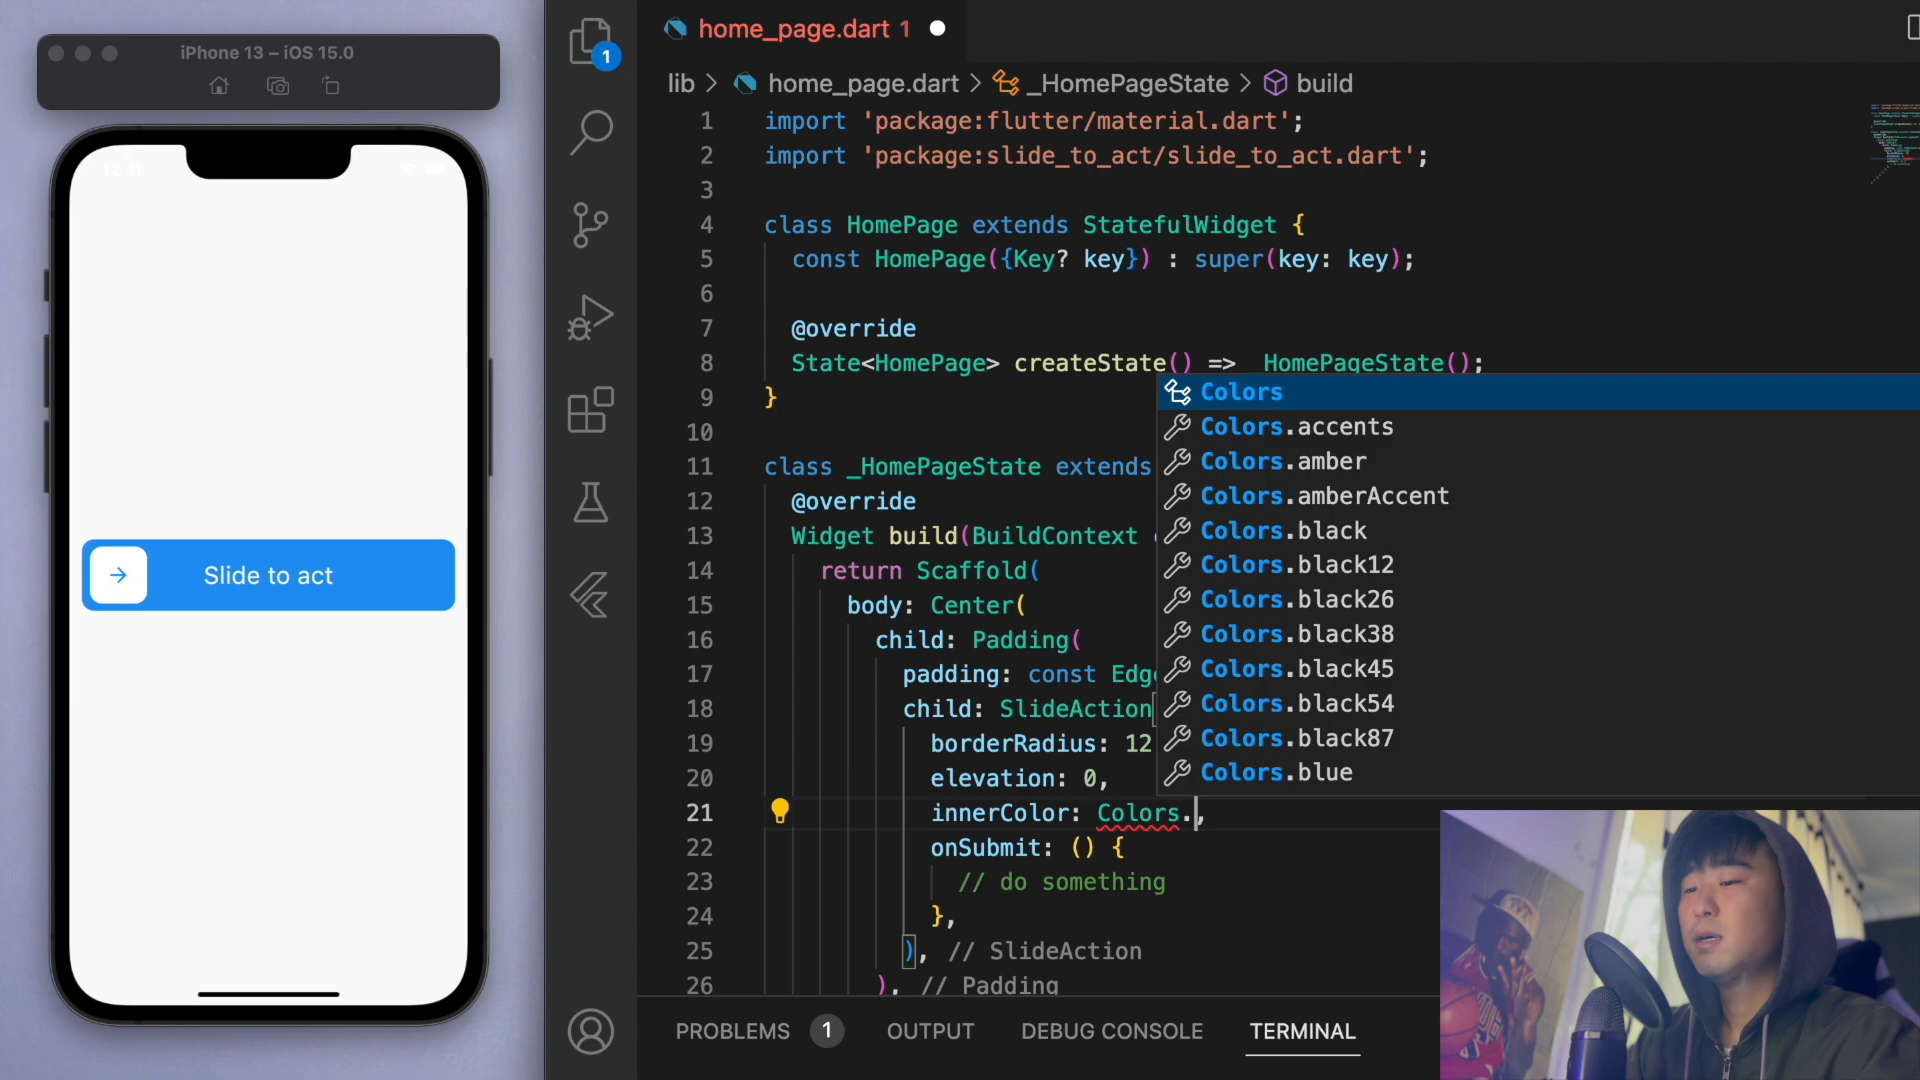 iPhone 13 – iOS 15.0
12:41
Slide to act
1
home_page.dart 1
lib > home_page.dart > _HomePageState > build
1 import 'package:flutter/material.dart';
2 import 'package:slide_to_act/slide_to_act.dart';
3
4 class HomePage extends StatefulWidget {
5 const HomePage({Key? key}) : super(key: key);
6
7 @override
8 State<HomePage> createState() => _HomePageState();
9 }
10
11 class _HomePageState extends
12 @override
13 Widget build(BuildContext
14 return Scaffold(
15 body: Center(
16 child: Padding(
17 padding: const Edge
18 child: SlideAction
19 borderRadius: 12
20 elevation: 0,
21 innerColor: Colors.,
22 onSubmit: () {
23 // do something
24 },
25 ), // SlideAction
26 ), // Padding
Colors
Colors.accents
Colors.amber
Colors.amberAccent
Colors.black
Colors.black12
Colors.black26
Colors.black38
Colors.black45
Colors.black54
Colors.black87
Colors.blue
PROBLEMS 1 OUTPUT DEBUG CONSOLE TERMINAL